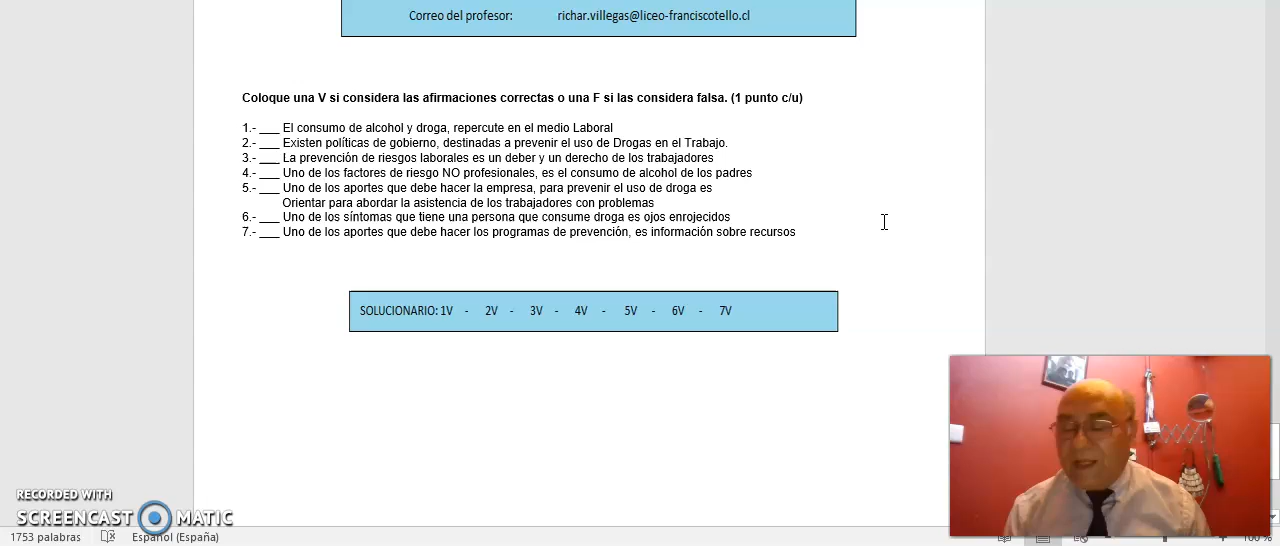 Correo del profesor: richar.villegas@liceo-franciscotello.cl
Coloque una V si considera las afirmaciones correctas o una F si las considera falsa. (1 punto c/u)
1.- ___ El consumo de alcohol y droga, repercute en el medio Laboral
2.- ___ Existen políticas de gobierno, destinadas a prevenir el uso de Drogas en el Trabajo.
3.- ___ La prevención de riesgos laborales es un deber y un derecho de los trabajadores
4.- ___ Uno de los factores de riesgo NO profesionales, es el consumo de alcohol de los padres
5.- ___ Uno de los aportes que debe hacer la empresa, para prevenir el uso de droga es
Orientar para abordar la asistencia de los trabajadores con problemas
6.- ___ Uno de los síntomas que tiene una persona que consume droga es ojos enrojecidos
7.- ___ Uno de los aportes que debe hacer los programas de prevención, es información sobre recursos
SOLUCIONARIO: 1V - 2V - 3V - 4V - 5V - 6V - 7V
RECORDED WITH
SCREENCAST MATIC
1753 palabras Español (España) 100 %